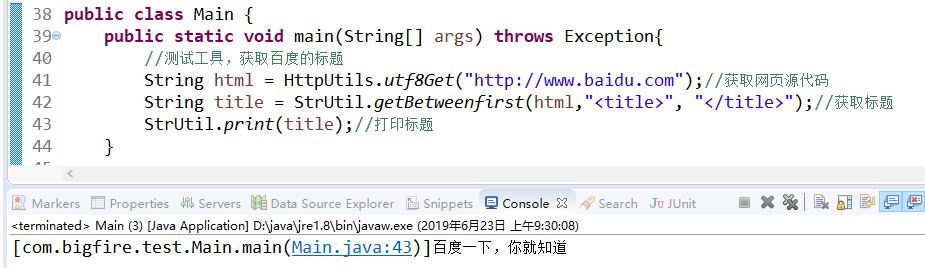 38 public class Main {
39 public static void main(String[] args) throws Exception{
40 //测试工具，获取百度的标题
41 String html = HttpUtils.utf8Get("http://www.baidu.com");//获取网页源代码
42 String title = StrUtil.getBetweenfirst(html,"<title>", "</title>");//获取标题
43 StrUtil.print(title);//打印标题
44 }
Markers Properties Servers Data Source Explorer Snippets Console Search JUnit
<terminated> Main (3) [Java Application] D:\java\jre1.8\bin\javaw.exe (2019年6月23日 上午9:30:08)
[com.bigfire.test.Main.main(Main.java:43)]百度一下，你就知道